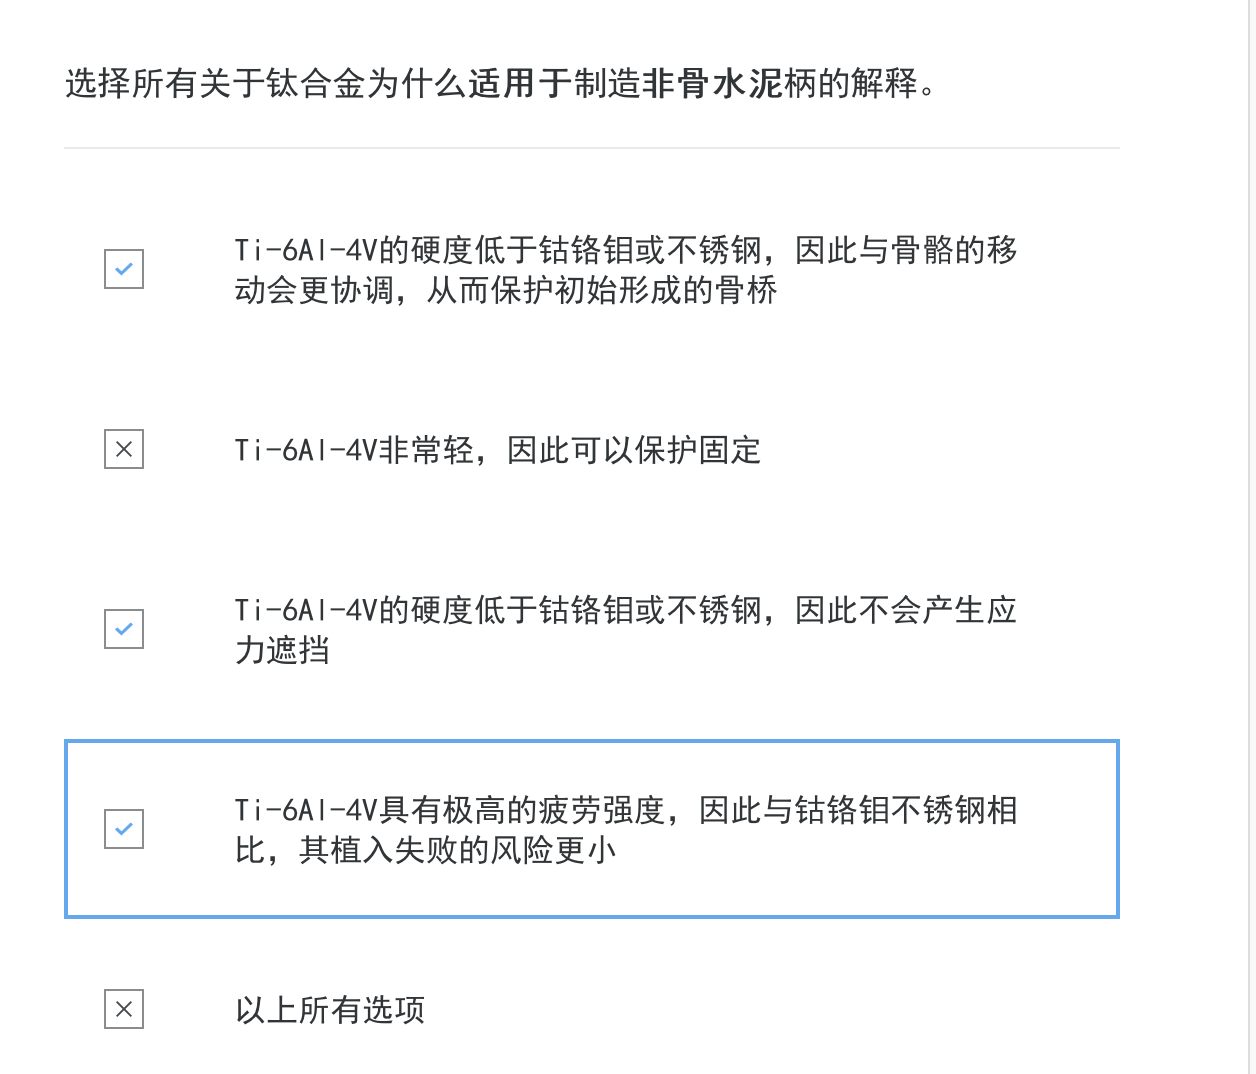 选择所有关于钛合金为什么适用于制造非骨水泥柄的解释。
Ti-6Al-4V的硬度低于钴铬钼或不锈钢，因此与骨骼的移
动会更协调，从而保护初始形成的骨桥
Ti-6Al-4V非常轻，因此可以保护固定
Ti-6Al-4V的硬度低于钴铬钼或不锈钢，因此不会产生应
力遮挡
Ti-6Al-4V具有极高的疲劳强度，因此与钴铬钼不锈钢相
比，其植入失败的风险更小
以上所有选项